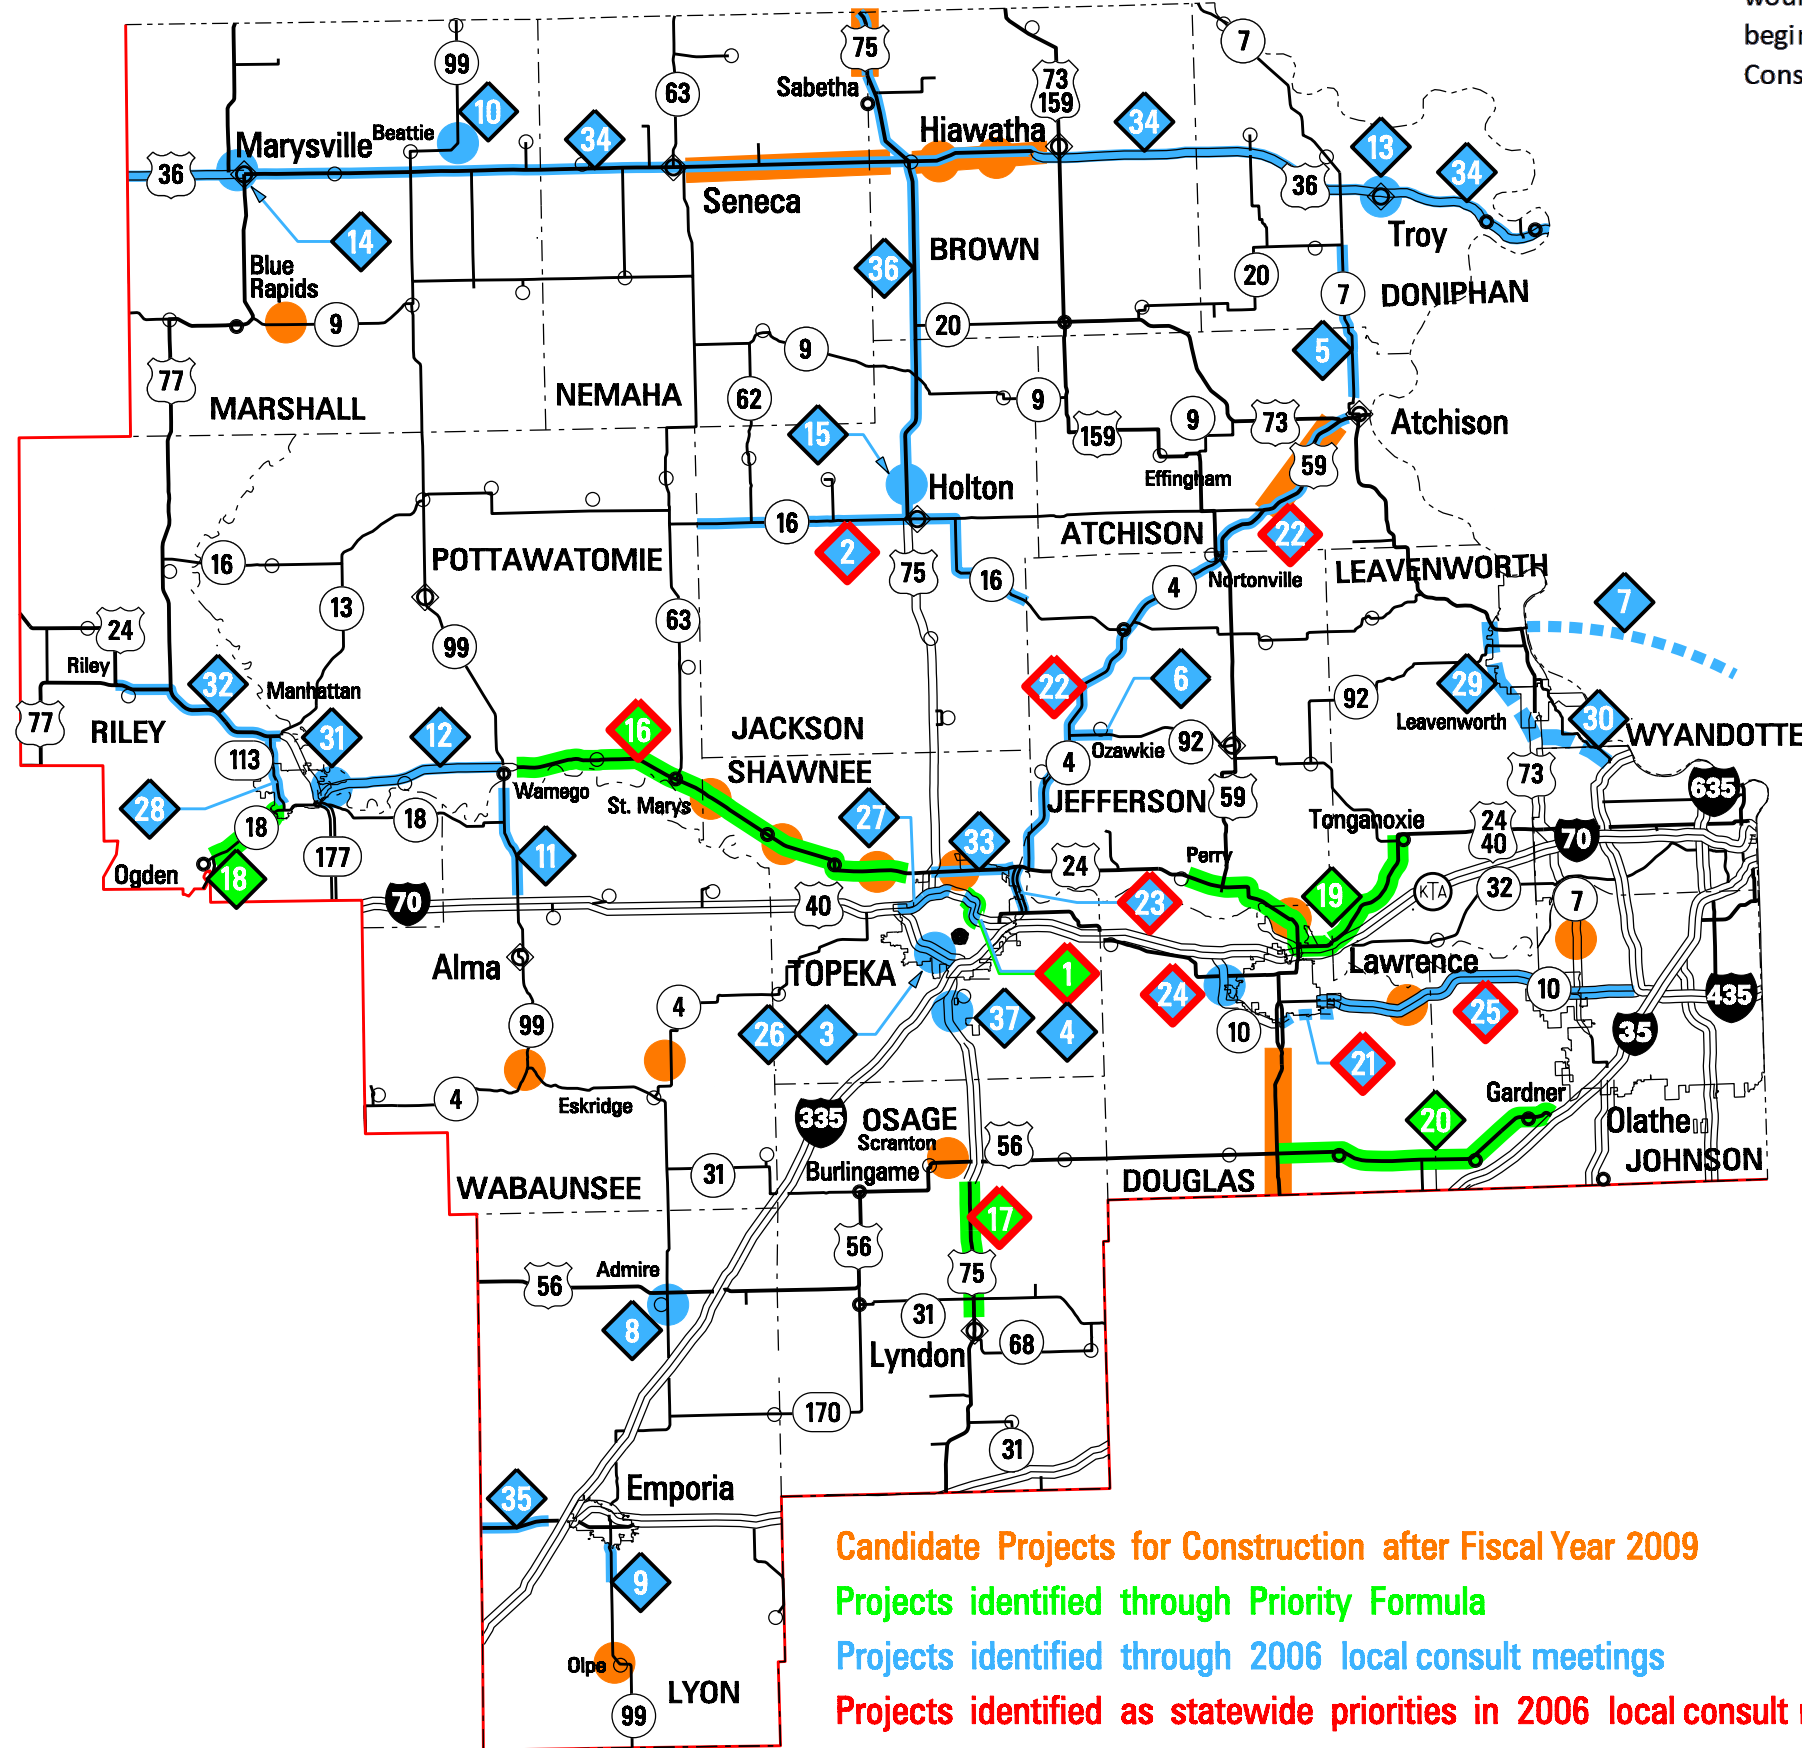 begin
Cons
75
7
99
63
73
159
Sabetha
10
34
Hiawatha
34
13
Marysville
Beattie
36
34
36
Seneca
Troy
14
BROWN
Blue
Rapids
36
20
7
DONIPHAN
9
20
9
5
77
MARSHALL
NEMAHA
62
9
9
73
Atchison
159
15
59
Effingham
Holton
16
2
ATCHISON
22
16
POTTAWATOMIE
75
16
4
Nortonville
LEAVENWORTH
13
63
7
24
99
Riley
32
Manhattan
22
6
92
29
Leavenworth
77
RILEY
31
12
16
JACKSON
Ozawkie
92
30
WYANDOTTE
113
SHAWNEE
4
73
28
Wamego
St. Marys
JEFFERSON
59
635
18
18
27
Tonganoxie
24
40
70
177
11
33
24
Perry
Ogden
18
70
40
23
19
KTA
32
7
Alma
TOPEKA
1
24
Lawrence
10
435
4
99
26
3
37
4
10
25
35
21
4
Eskridge
335
OSAGE
Scranton
56
20
Gardner
Olathe
31
Burlingame
WABAUNSEE
DOUGLAS
JOHNSON
17
56
56
Admire
75
8
31
68
Lyndon
170
31
35
Emporia
9
Olpe
LYON
99
Candidate Projects for Construction after Fiscal Year 2009
Projects identified through Priority Formula
Projects identified through 2006 local consult meetings
Projects identified as statewide priorities in 2006 local consult